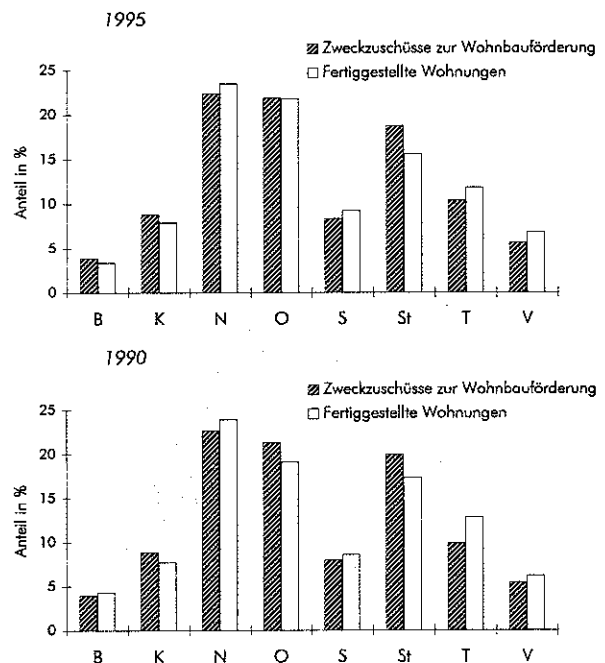 1995
Zweckzuschüsse zur Wohnbauförderung
Fertiggestellte Wohnungen
Anteil in %
25
20
15
10
5
0
B K N O S St T V
1990
Zweckzuschüsse zur Wohnbauförderung
Fertiggestellte Wohnungen
Anteil in %
25
20
15
10
5
0
B K N O S St T V